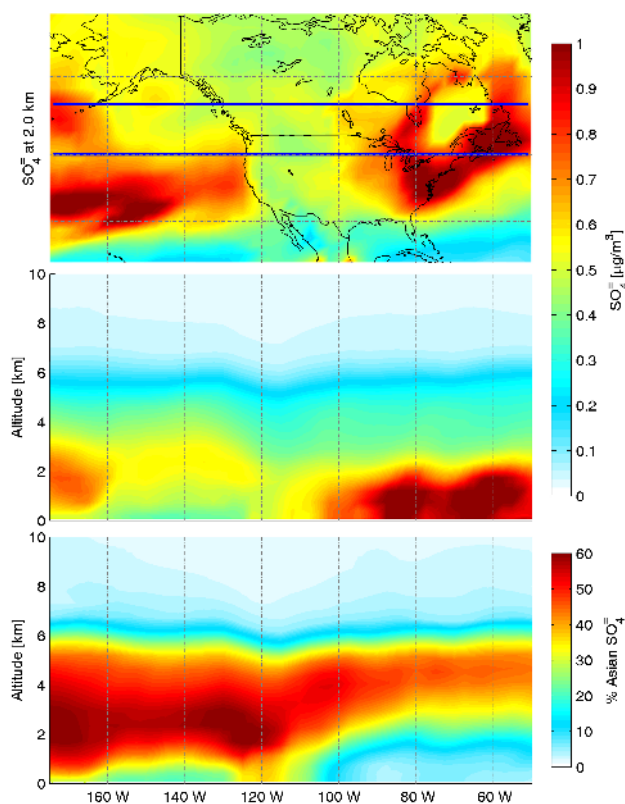 SO₄⁼ at 2.0 km
1
0.9
0.8
0.7
0.6
0.5
0.4
0.3
0.2
0.1
0
SO₄⁼ [µg/m³]
10
8
6
4
2
0
Altitude [km]
10
8
6
4
2
0
Altitude [km]
160 W
140 W
120 W
100 W
80 W
60 W
60
50
40
30
20
10
0
% Asian SO₄⁼